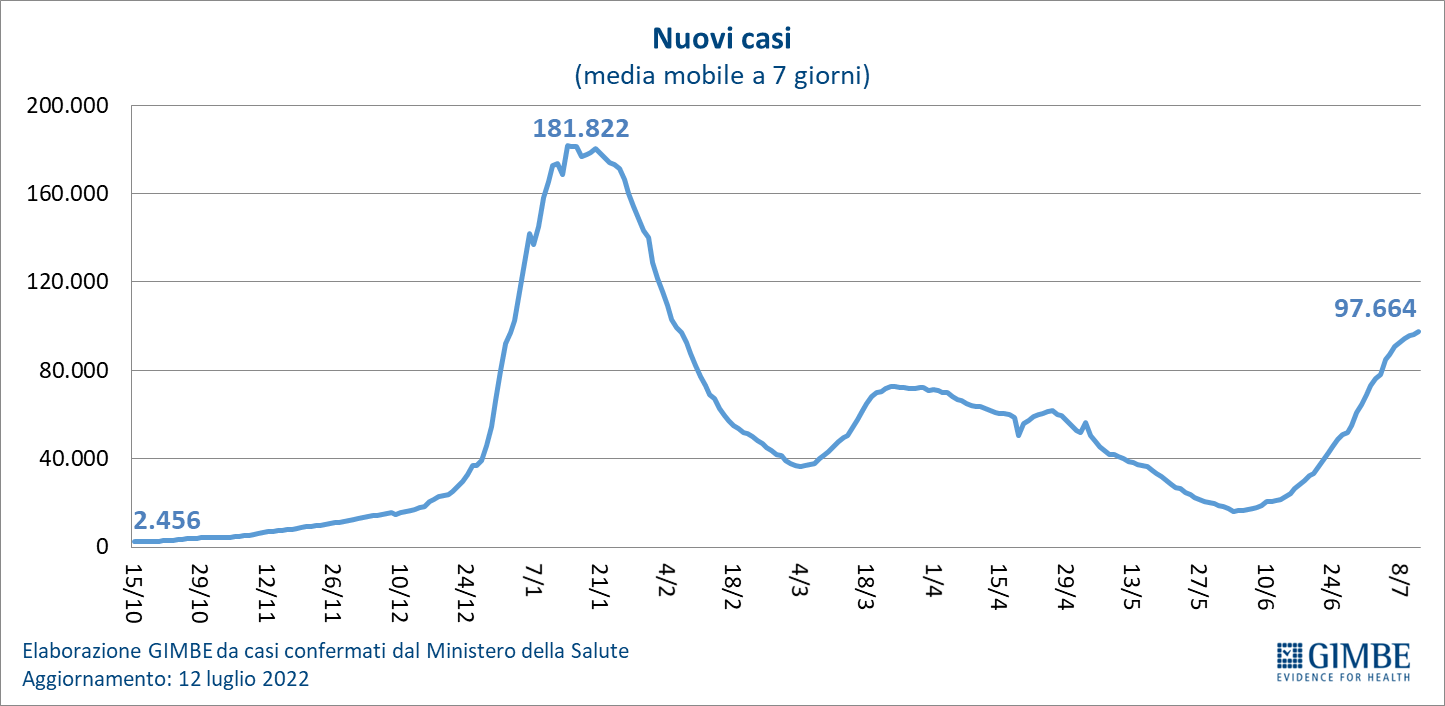 Nuovi casi
(media mobile a 7 giorni)
200.000
181.822
160.000
120.000
97.664
80.000
40.000
2.456
0
15/10 29/10 12/11 26/11 10/12 24/12 7/1 21/1 4/2 18/2 4/3 18/3 1/4 15/4 29/4 13/5 27/5 10/6 24/6 8/7
Elaborazione GIMBE da casi confermati dal Ministero della Salute
Aggiornamento: 12 luglio 2022
GIMBE
EVIDENCE FOR HEALTH